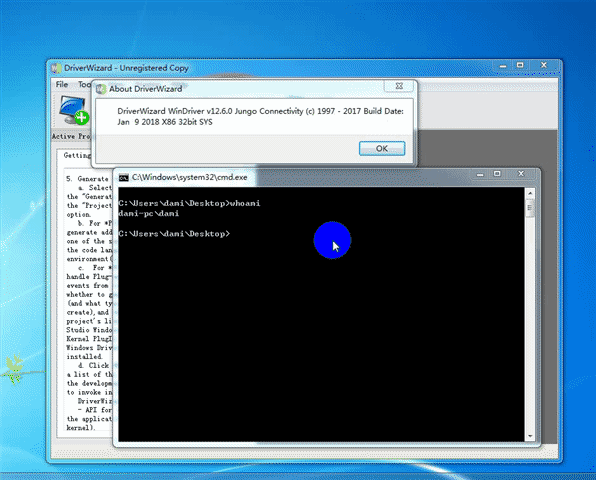 DriverWizard - Unregistered Copy
File Too
About DriverWizard
DriverWizard WinDriver v12.6.0 Jungo Connectivity (c) 1997 - 2017 Build Date:
Jan 9 2018 X86 32bit SYS
OK
Active Pro
Getting
C:\Windows\system32\cmd.exe
C:\Users\dami\Desktop>whoami
dami-pc\dami
C:\Users\dami\Desktop>
5. Generate
a. Selec
the "Generat
the "Project
option.
b. For *P
generate add
one of the s
the code lan
environment(
c. For *
handle Plug-
events from
whether to g
(and what ty
create), and
project's li
Studio Windo
Kernel PlugI
Windows Driv
installed.
d. Click
a list of th
the developm
to invoke in
DriverWiz
- API for
the applicat
kernel).